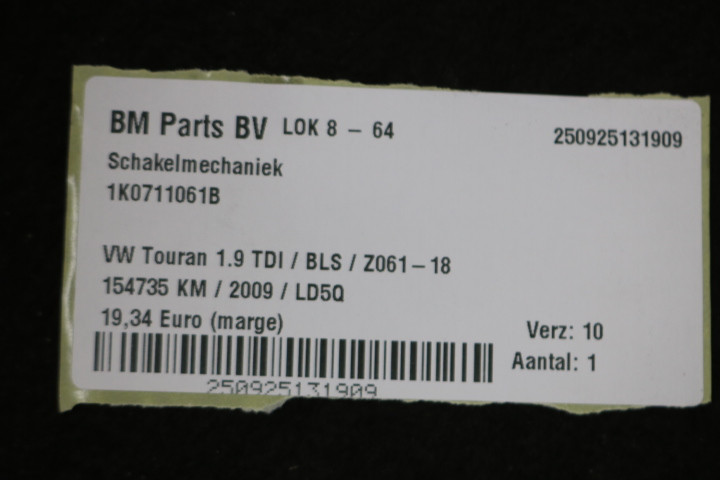 BM Parts BV LOK 8 - 64 250925131909
Schakelmechaniek
1K0711061B
VW Touran 1.9 TDI / BLS / Z061-18
154735 KM / 2009 / LD5Q
19,34 Euro (marge)
Verz: 10
Aantal: 1
250925131909